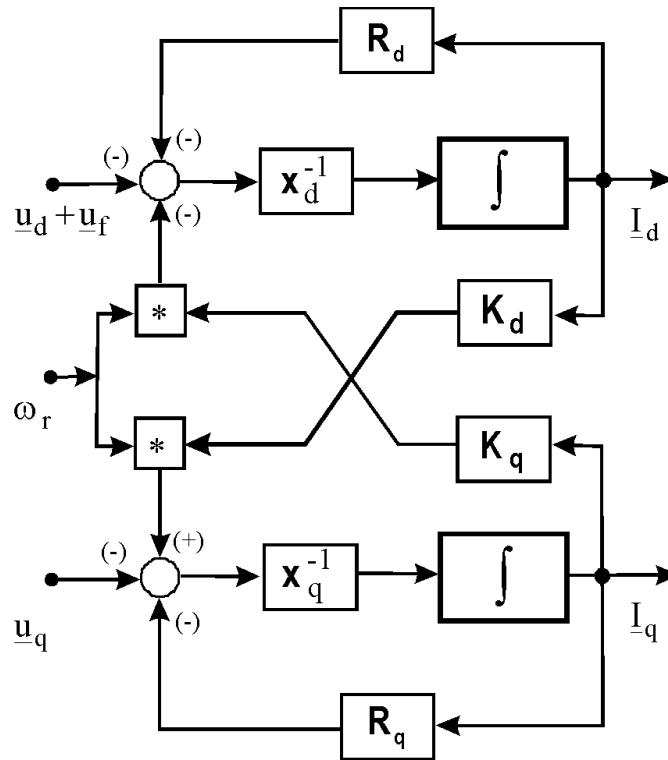 R_d
(-)
(-)
x_d^-1
∫
u_d + u_f
(-)
I_d
*
K_d
ω_r
*
K_q
(-)
(+)
x_q^-1
∫
u_q
(-)
I_q
R_q